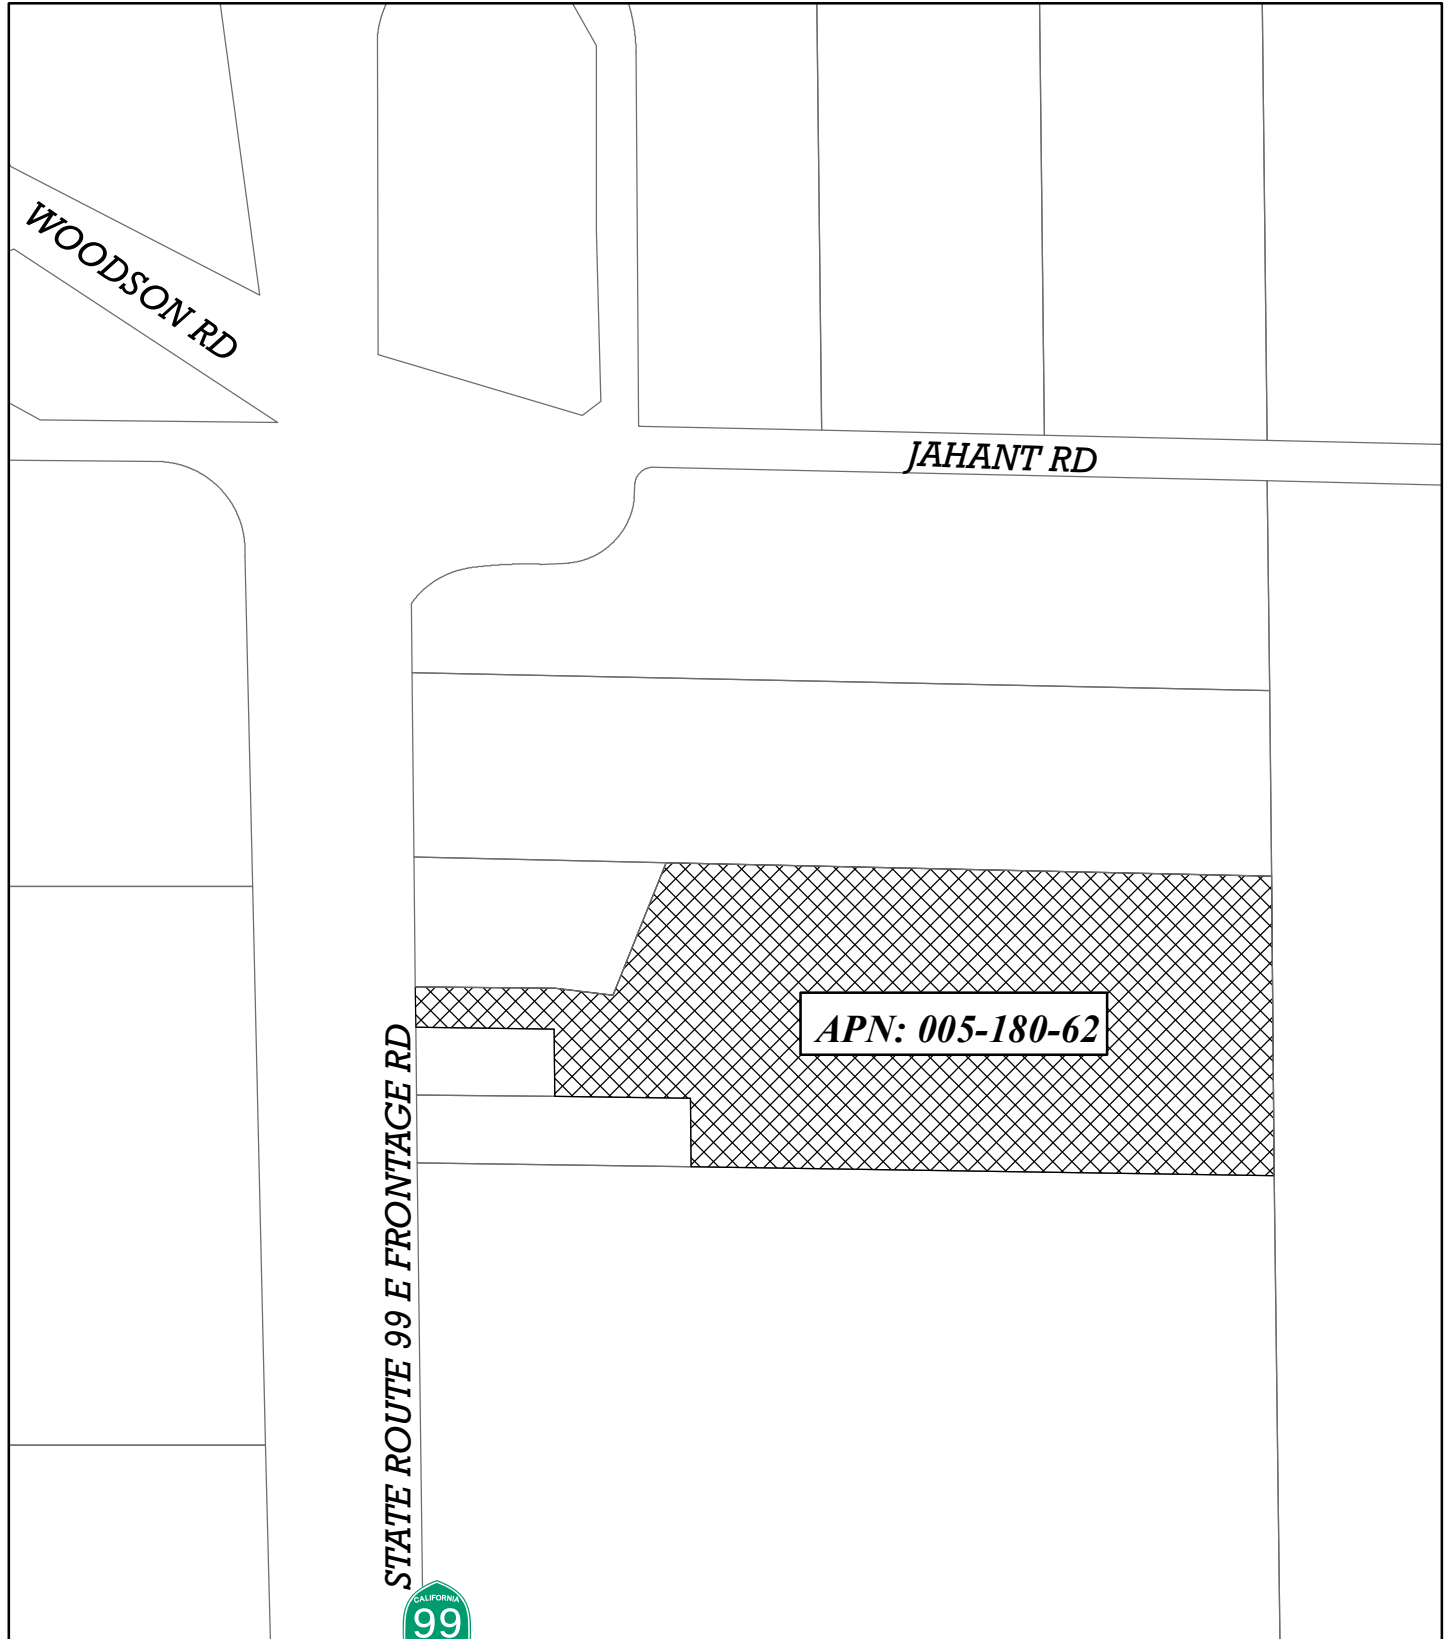 WOODSON RD
JAHANT RD
APN: 005-180-62
STATE ROUTE 99 E FRONTAGE RD
CALIFORNIA
99